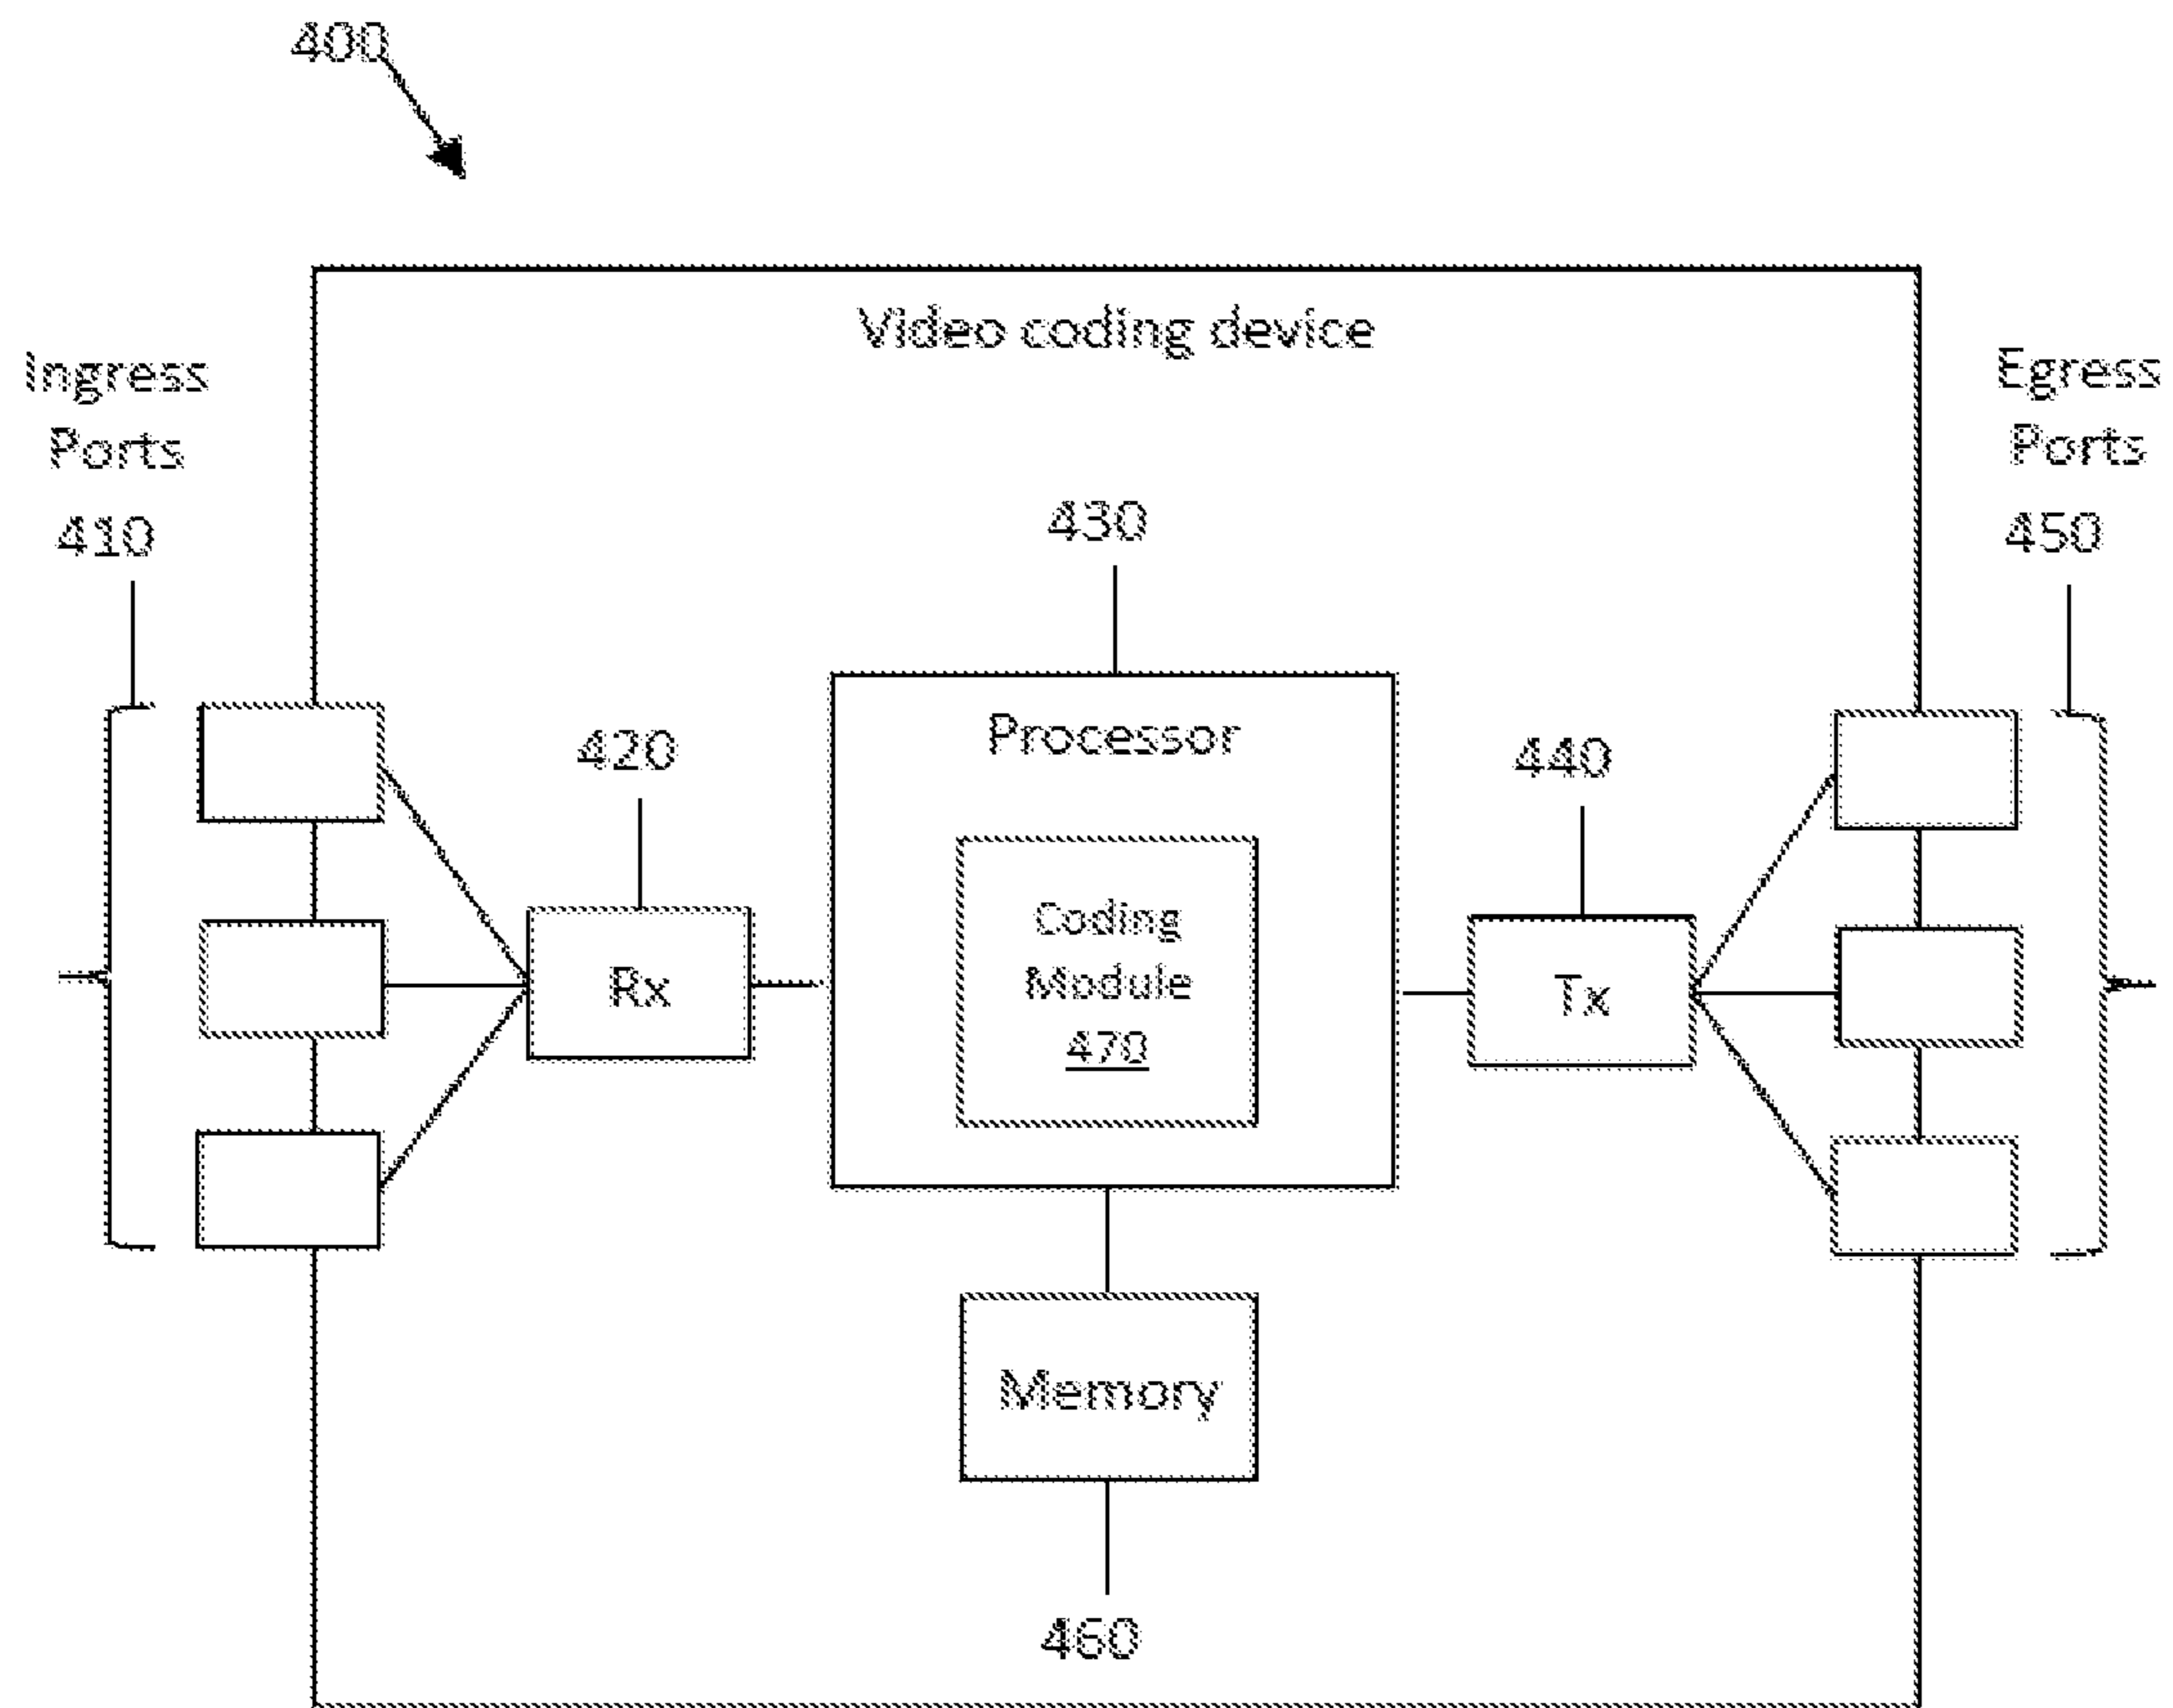 400
Video coding device
Ingress
Ports
410
Egress
Ports
450
430
Processor
420
440
Coding
Module
470
Rx
Tx
Memory
460